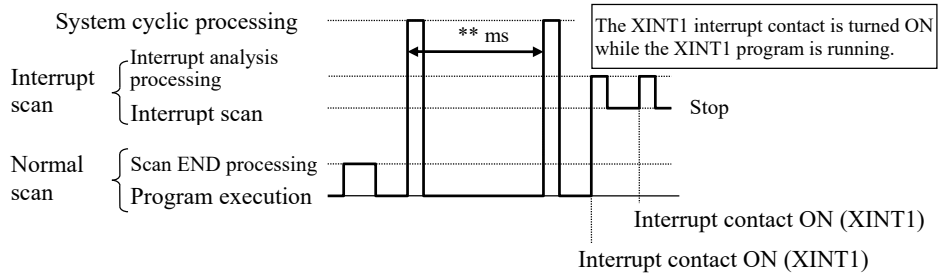 System cyclic processing
** ms
The XINT1 interrupt contact is turned ON
while the XINT1 program is running.
Interrupt
scan
Interrupt analysis
processing
Interrupt scan
Stop
Normal
scan
Scan END processing
Program execution
Interrupt contact ON (XINT1)
Interrupt contact ON (XINT1)